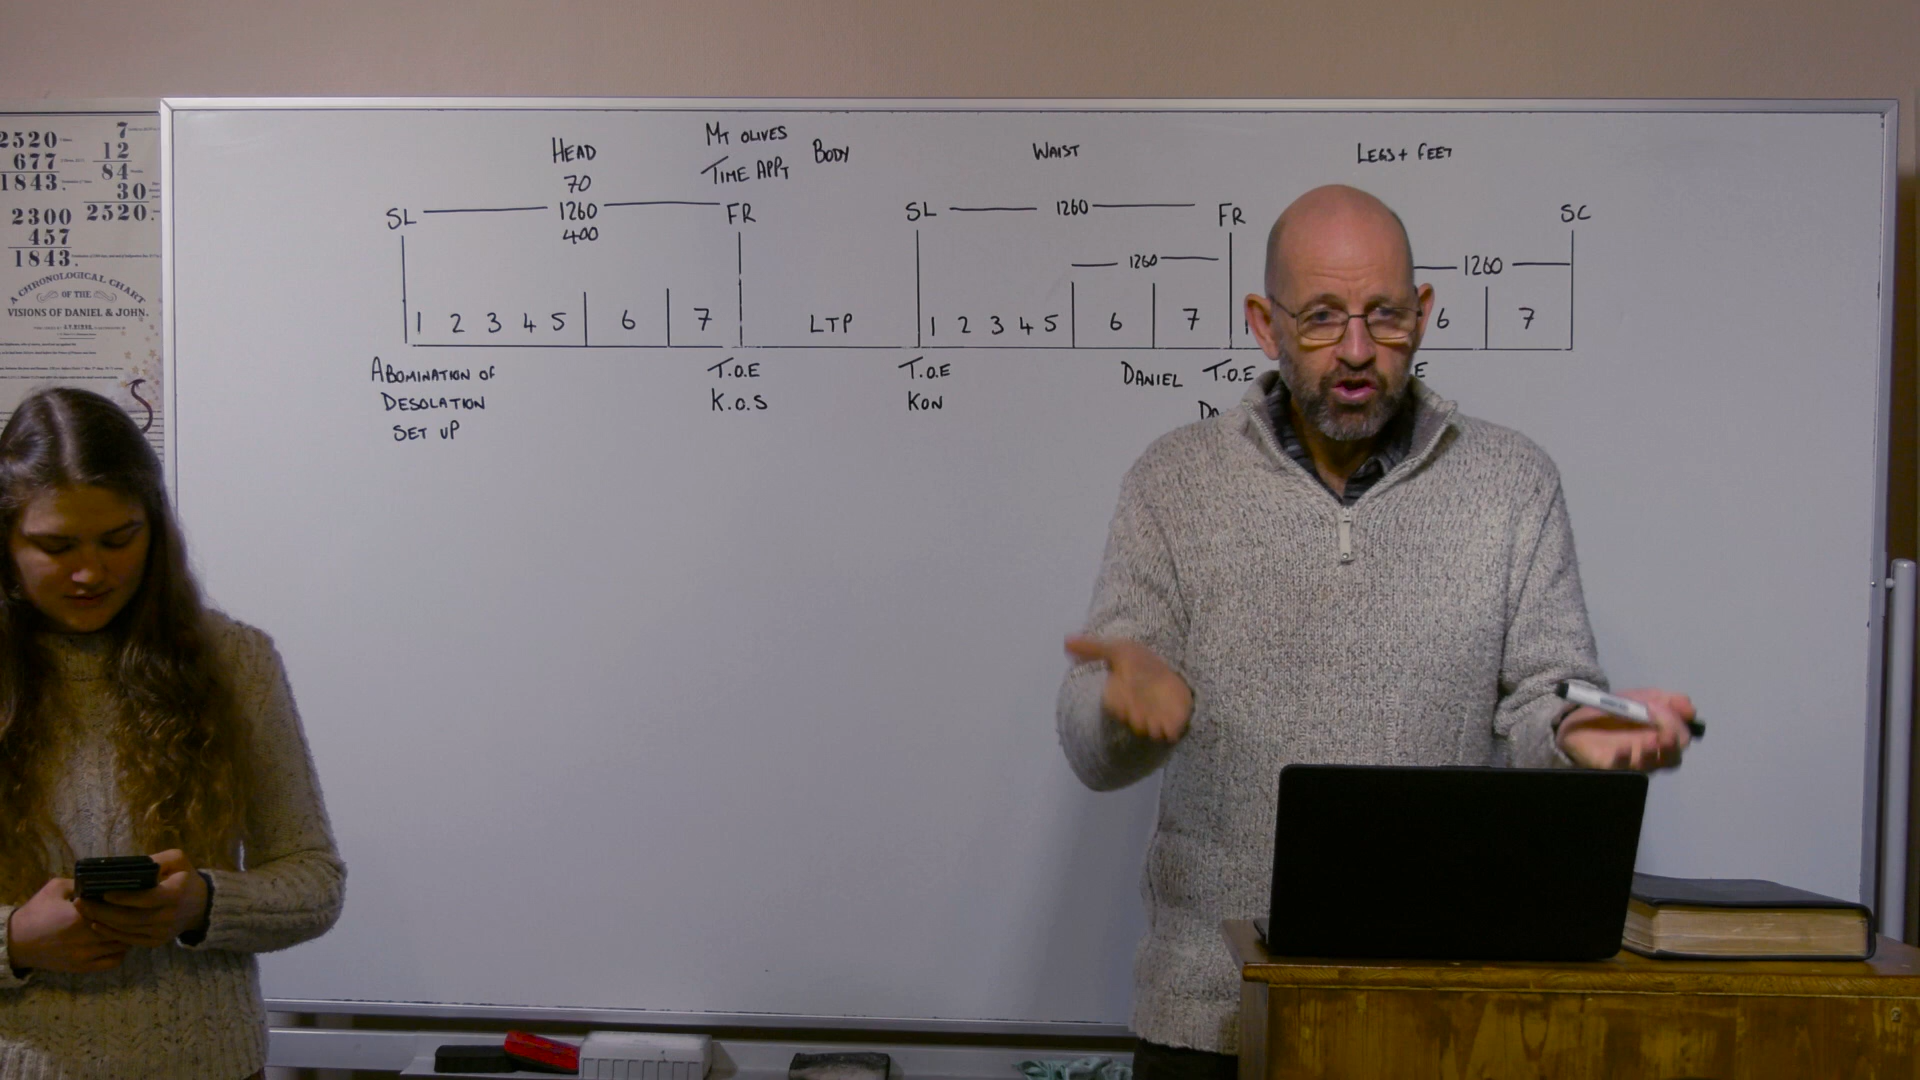 2520
677
1843.
7
12
84
30
2520.
2300
457
1843.
A CHRONOLOGICAL CHART
OF THE
VISIONS OF DANIEL & JOHN.
HEAD
70
1260
400
MT OLIVES
TIME APPT
BODY
WAIST
LEGS + FEET
SL
FR
SL
1260
FR
SC
1260
1260
1 2 3 4 5 6 7
LTP
1 2 3 4 5 6 7
6 7
ABOMINATION OF
DESOLATION
SET UP
T.O.E
K.O.S
T.O.E
KON
DANIEL
T.O.E